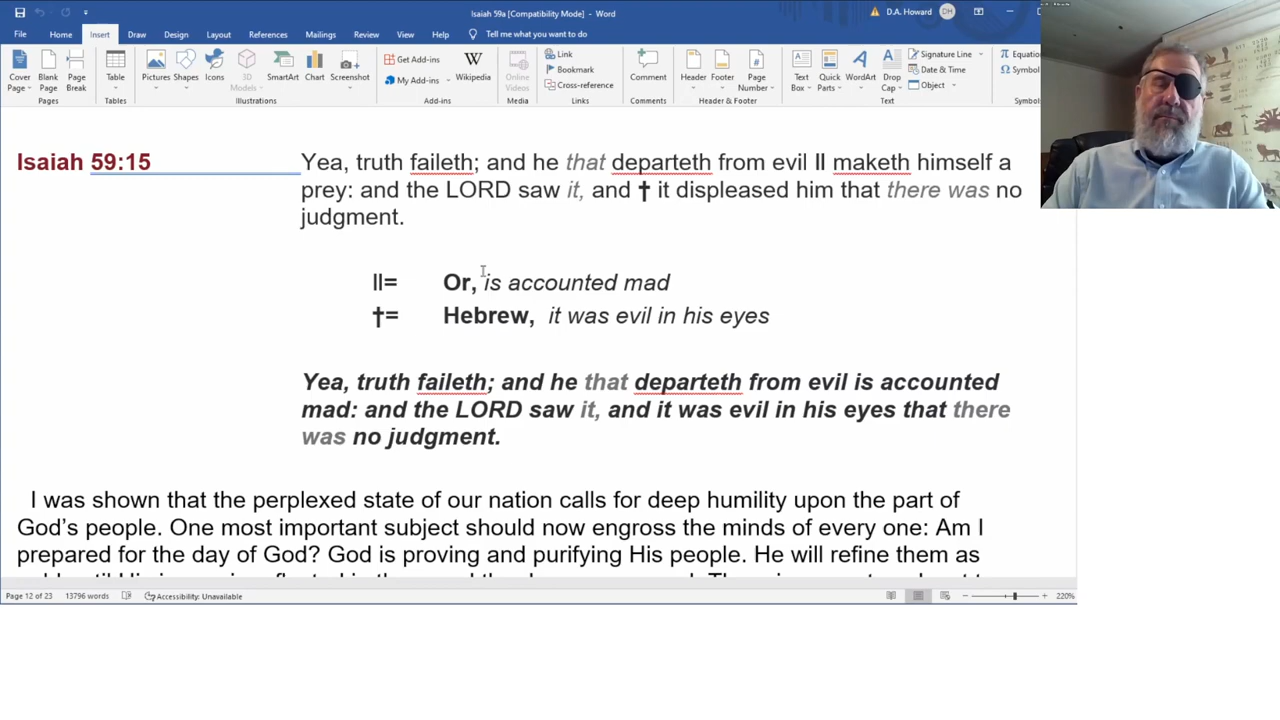 Isaiah 59a [Compatibility Mode] - Word
D.A. Howard
DH
File Home Insert Draw Design Layout References Mailings Review View Help Tell me what you want to do
Cover Page
Blank Page
Page Break
Pages
Table
Tables
Pictures
Shapes
Icons
3D Models
SmartArt
Chart
Screenshot
Illustrations
Get Add-ins
My Add-ins
Wikipedia
Add-ins
Online Videos
Media
Link
Bookmark
Cross-reference
Links
Comment
Comments
Header
Footer
Page Number
Header & Footer
Text Box
Quick Parts
WordArt
Drop Cap
Signature Line
Date & Time
Object
Text
Equatio
Symbo
Symbol
Isaiah 59:15
Yea, truth faileth; and he that departeth from evil ll maketh himself a
prey: and the LORD saw it, and † it displeased him that there was no
judgment.
ll= Or, is accounted mad
†= Hebrew, it was evil in his eyes
Yea, truth faileth; and he that departeth from evil is accounted
mad: and the LORD saw it, and it was evil in his eyes that there
was no judgment.
I was shown that the perplexed state of our nation calls for deep humility upon the part of
God’s people. One most important subject should now engross the minds of every one: Am I
prepared for the day of God? God is proving and purifying His people. He will refine them as
Page 12 of 23 13796 words Accessibility: Unavailable 220%